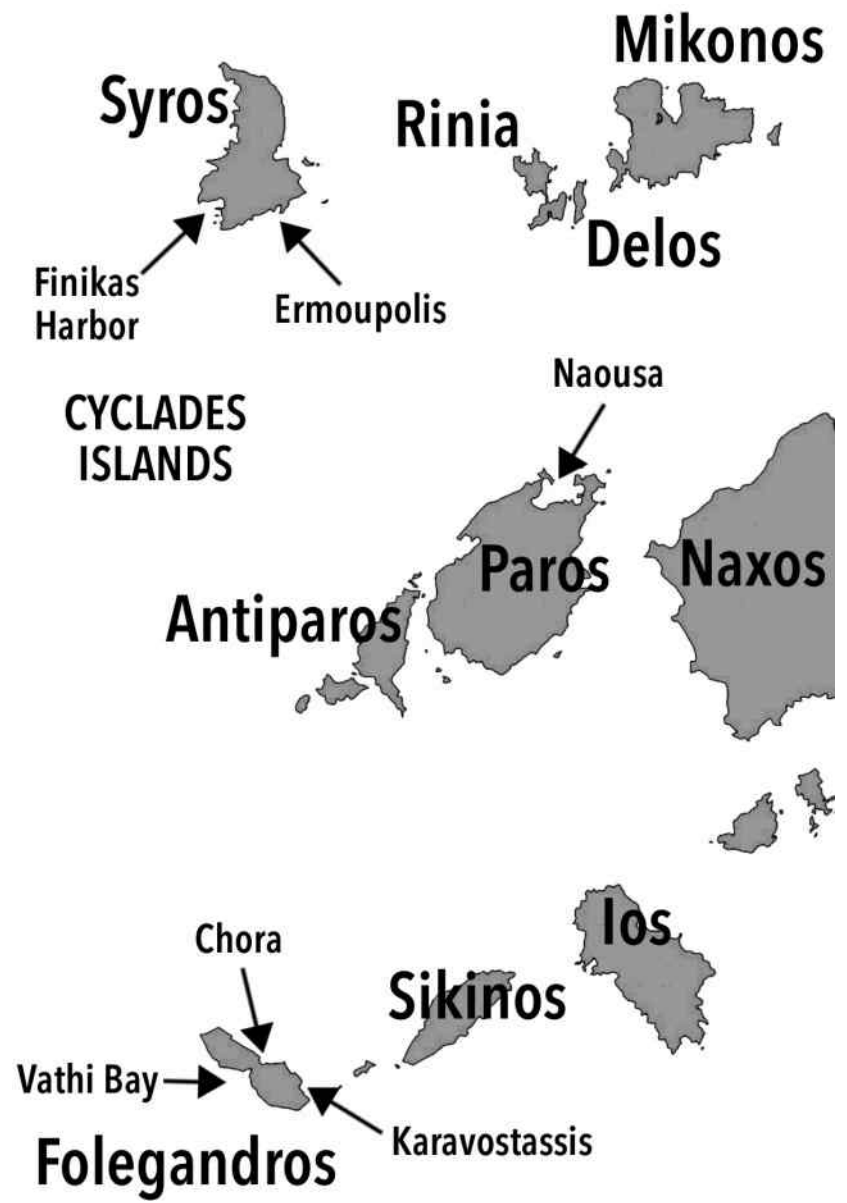 Mikonos
Syros
Rinia
Delos
Finikas
Harbor
Ermoupolis
Naousa
CYCLADES
ISLANDS
Paros
Naxos
Antiparos
Ios
Chora
Sikinos
Vathi Bay
Karavostassis
Folegandros